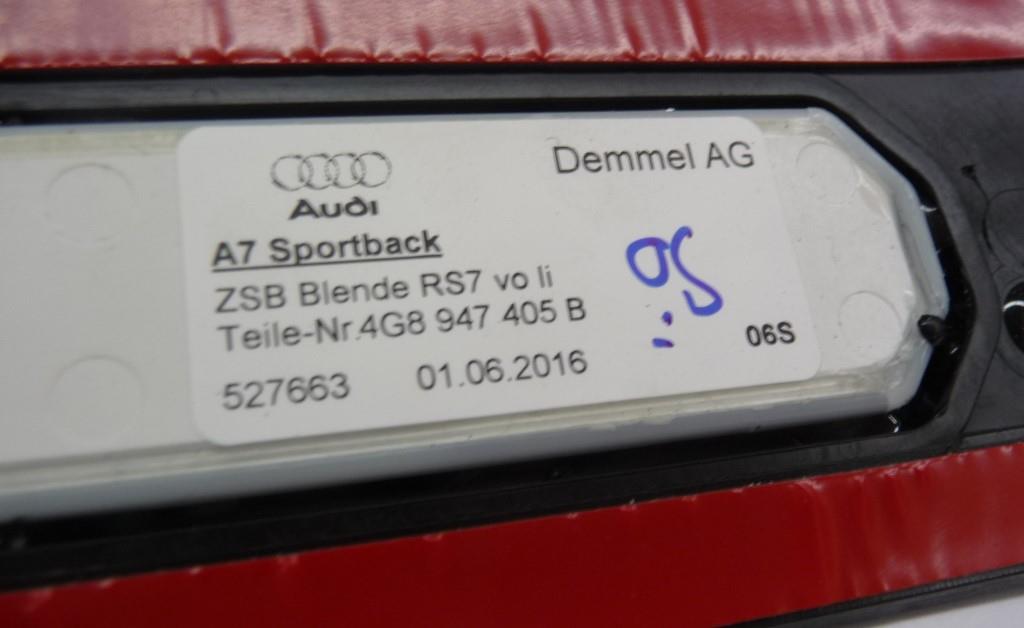 Audi
Demmel AG
A7 Sportback
ZSB Blende RS7 vo li
Teile-Nr.4G8 947 405 B
527663 01.06.2016
06S